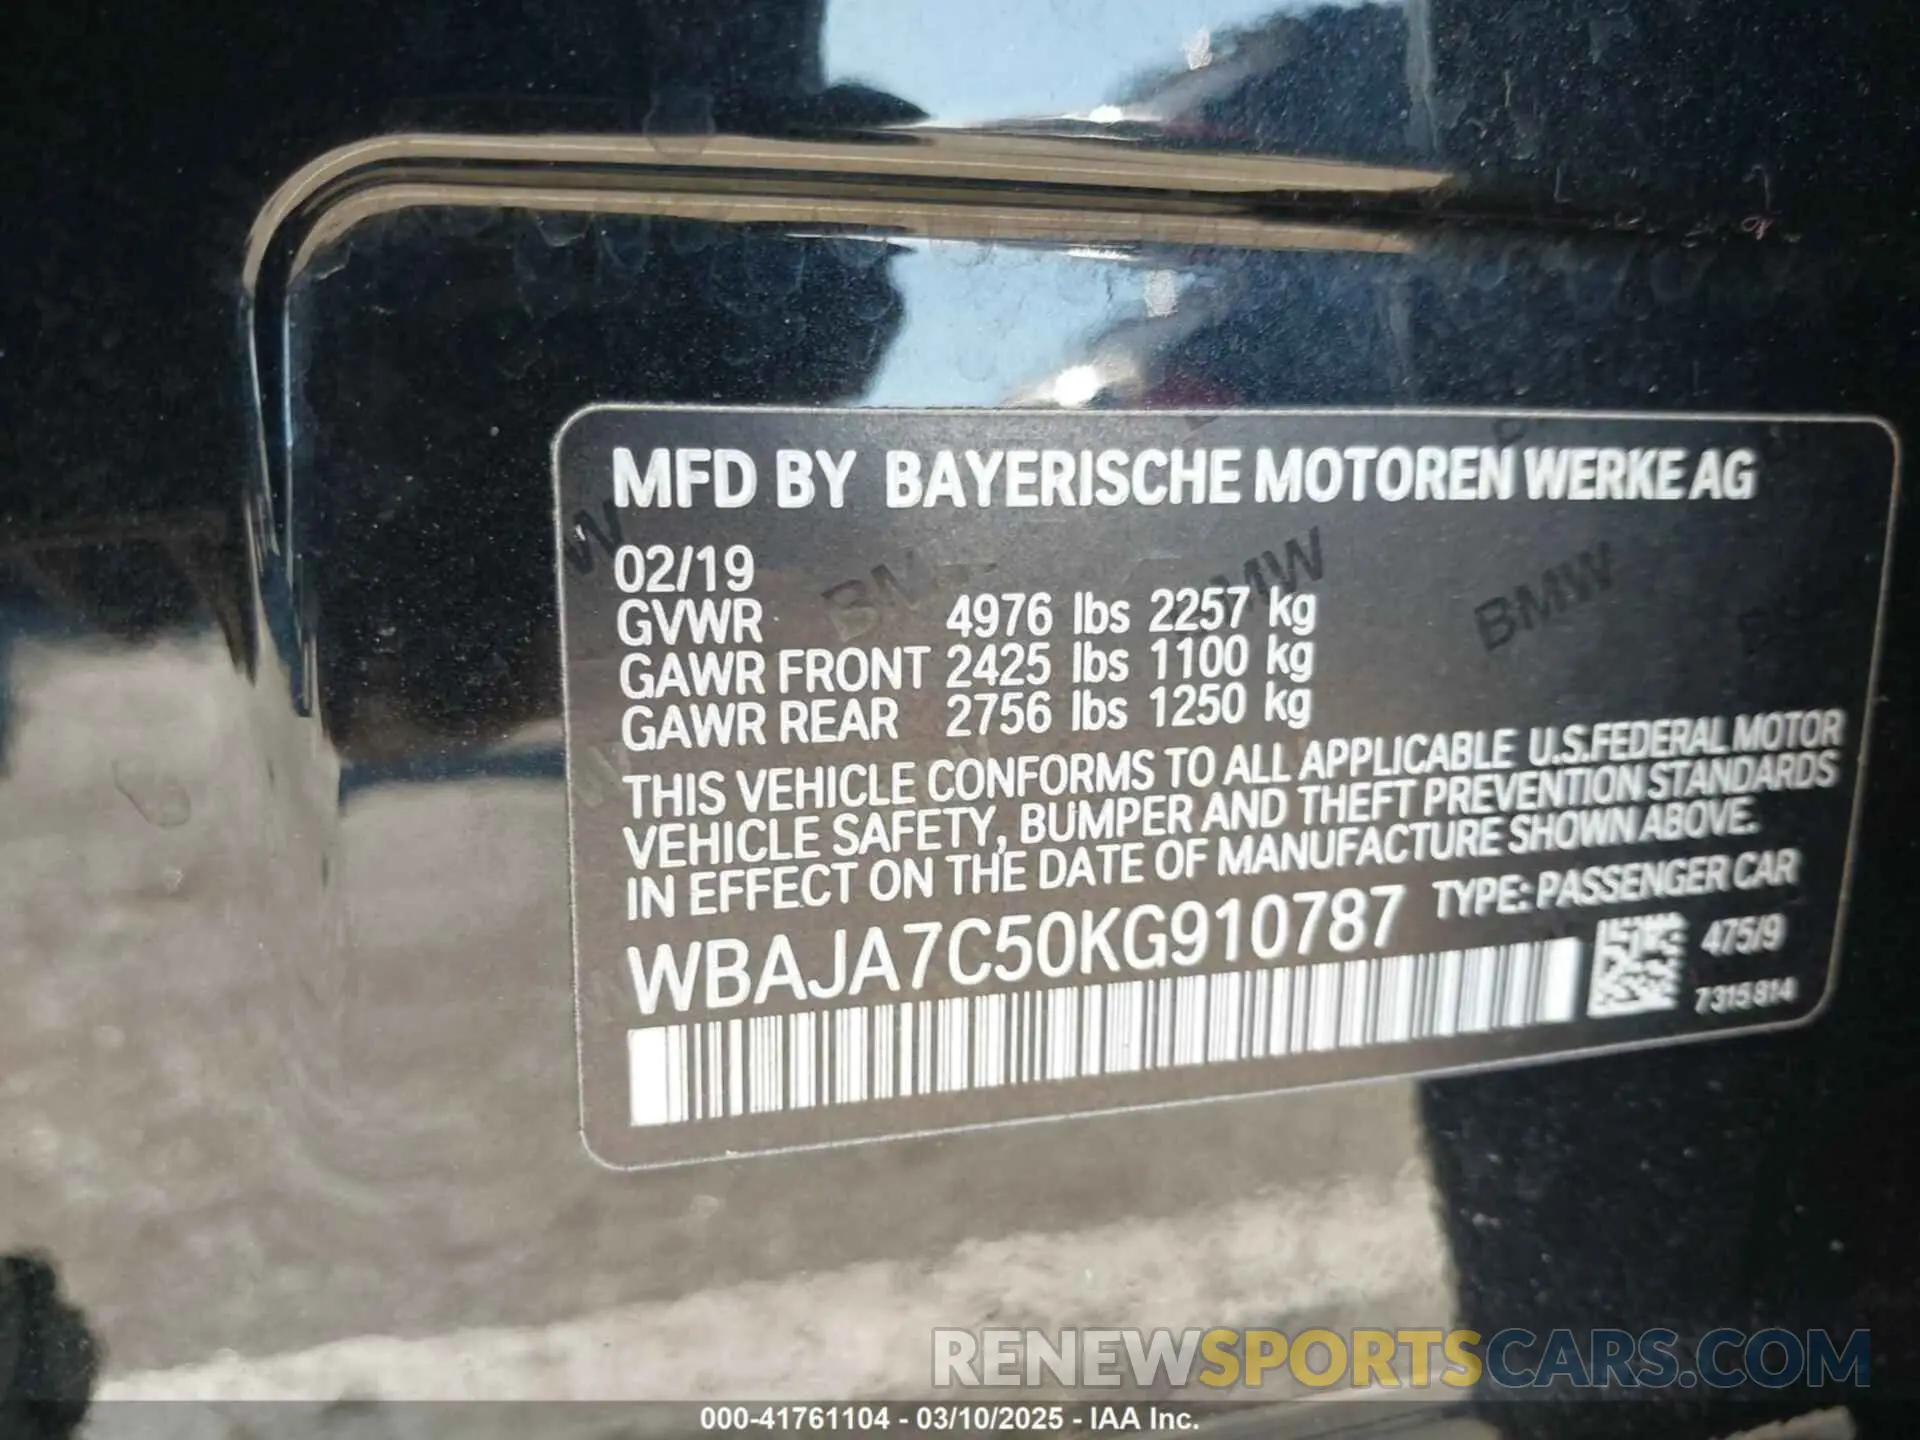 MFD BY BAYERISCHE MOTOREN WERKE AG
02/19
GVWR 4976 lbs 2257 kg
GAWR FRONT 2425 lbs 1100 kg
GAWR REAR 2756 lbs 1250 kg
THIS VEHICLE CONFORMS TO ALL APPLICABLE U.S.FEDERAL MOTOR
VEHICLE SAFETY, BUMPER AND THEFT PREVENTION STANDARDS
IN EFFECT ON THE DATE OF MANUFACTURE SHOWN ABOVE.
WBAJA7C50KG910787 TYPE: PASSENGER CAR
475/9
7315814
BMW
BMW
BMW
RENEWSPORTSCARS.COM
000-41761104 - 03/10/2025 - IAA Inc.